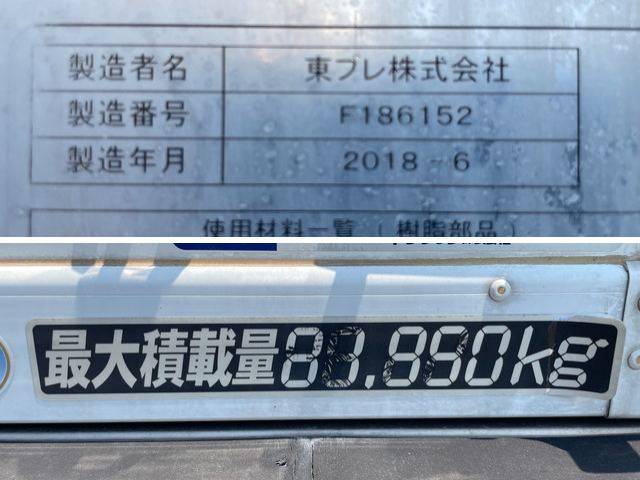 製造者名 東プレ株式会社
製造番号 F186152
製造年月 2018 - 6
使用材料一覧 ( 樹脂部品 )
最大積載量 kg